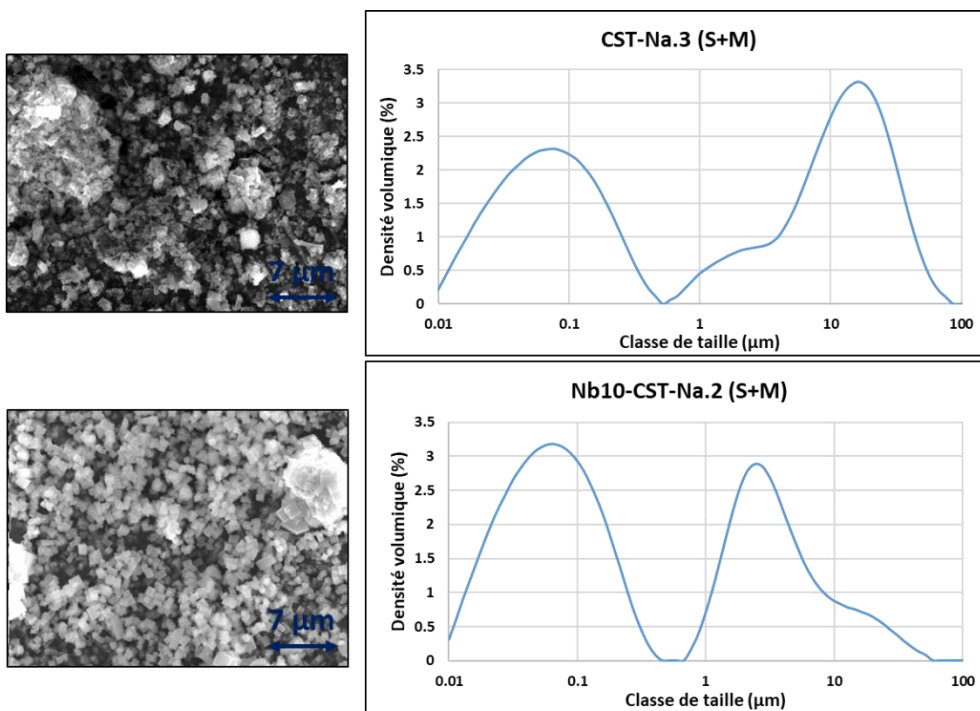 CST-Na.3 (S+M)
3.5
3
2.5
2
1.5
1
0.5
0
Densité volumique (%)
0.01 0.1 1 10 100
Classe de taille (µm)
7 µm
Nb10-CST-Na.2 (S+M)
3.5
3
2.5
2
1.5
1
0.5
0
Densité volumique (%)
0.01 0.1 1 10 100
Classe de taille (µm)
7 µm